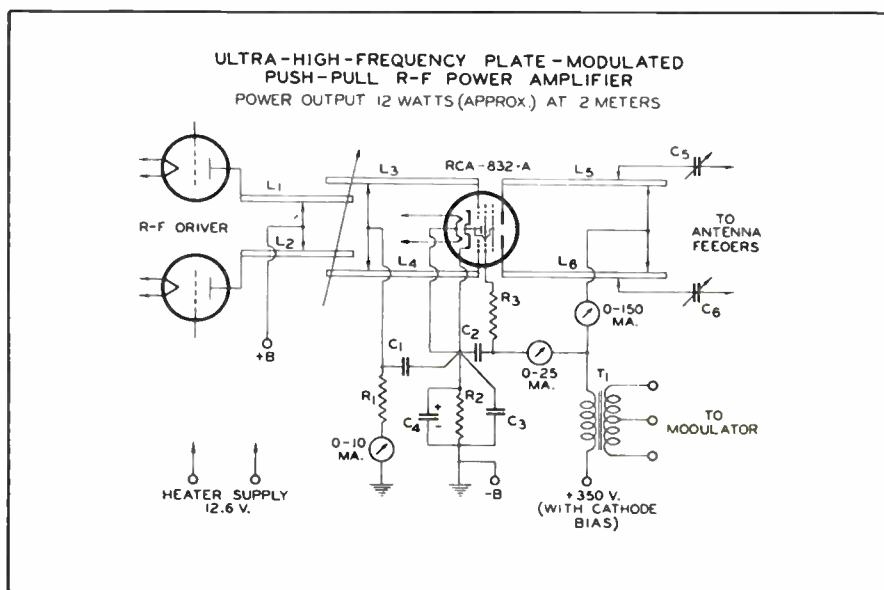 ULTRA-HIGH-FREQUENCY PLATE-MODULATED
PUSH-PULL R-F POWER AMPLIFIER
POWER OUTPUT 12 WATTS (APPROX.) AT 2 METERS
L1
L2
R-F DRIVER
+B
L3
L4
RCA-832-A
L5
L6
C5
C6
TO
ANTENNA
FEEDERS
R3
0-150
MA.
C1
C2
0-25
MA.
T1
R1
R2
C4
+
-
C3
0-10
MA.
TO
MODULATOR
HEATER SUPPLY
12.6 V.
-B
+350 V.
(WITH CATHODE
BIAS)